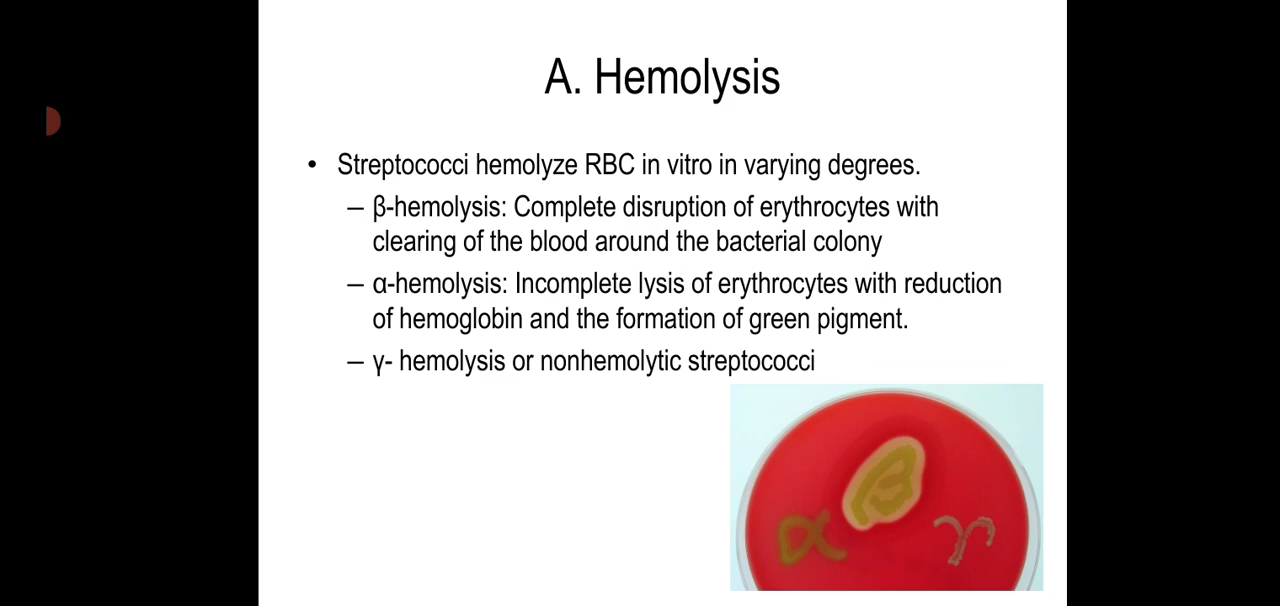 A. Hemolysis
• Streptococci hemolyze RBC in vitro in varying degrees.
– β-hemolysis: Complete disruption of erythrocytes with
clearing of the blood around the bacterial colony
– α-hemolysis: Incomplete lysis of erythrocytes with reduction
of hemoglobin and the formation of green pigment.
– γ- hemolysis or nonhemolytic streptococci
β
α
γ